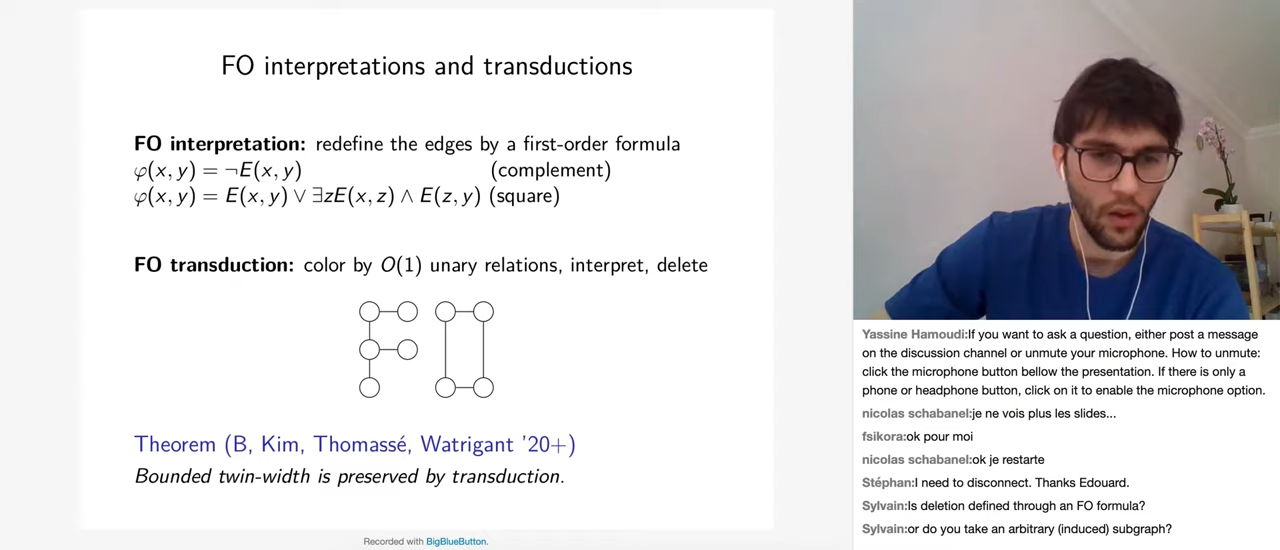 FO interpretations and transductions
FO interpretation: redefine the edges by a first-order formula
φ(x, y) = ¬E(x, y) (complement)
φ(x, y) = E(x, y) ∨ ∃zE(x, z) ∧ E(z, y) (square)
FO transduction: color by O(1) unary relations, interpret, delete
Theorem (B, Kim, Thomassé, Watrigant '20+)
Bounded twin-width is preserved by transduction.
Recorded with BigBlueButton.
Yassine Hamoudi:If you want to ask a question, either post a message
on the discussion channel or unmute your microphone. How to unmute:
click the microphone button bellow the presentation. If there is only a
phone or headphone button, click on it to enable the microphone option.
nicolas schabanel:je ne vois plus les slides...
fsikora:ok pour moi
nicolas schabanel:ok je restarte
Stéphan:I need to disconnect. Thanks Edouard.
Sylvain:Is deletion defined through an FO formula?
Sylvain:or do you take an arbitrary (induced) subgraph?